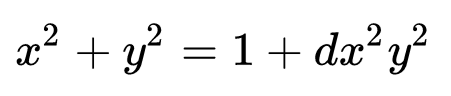 x² + y² = 1 + dx²y²